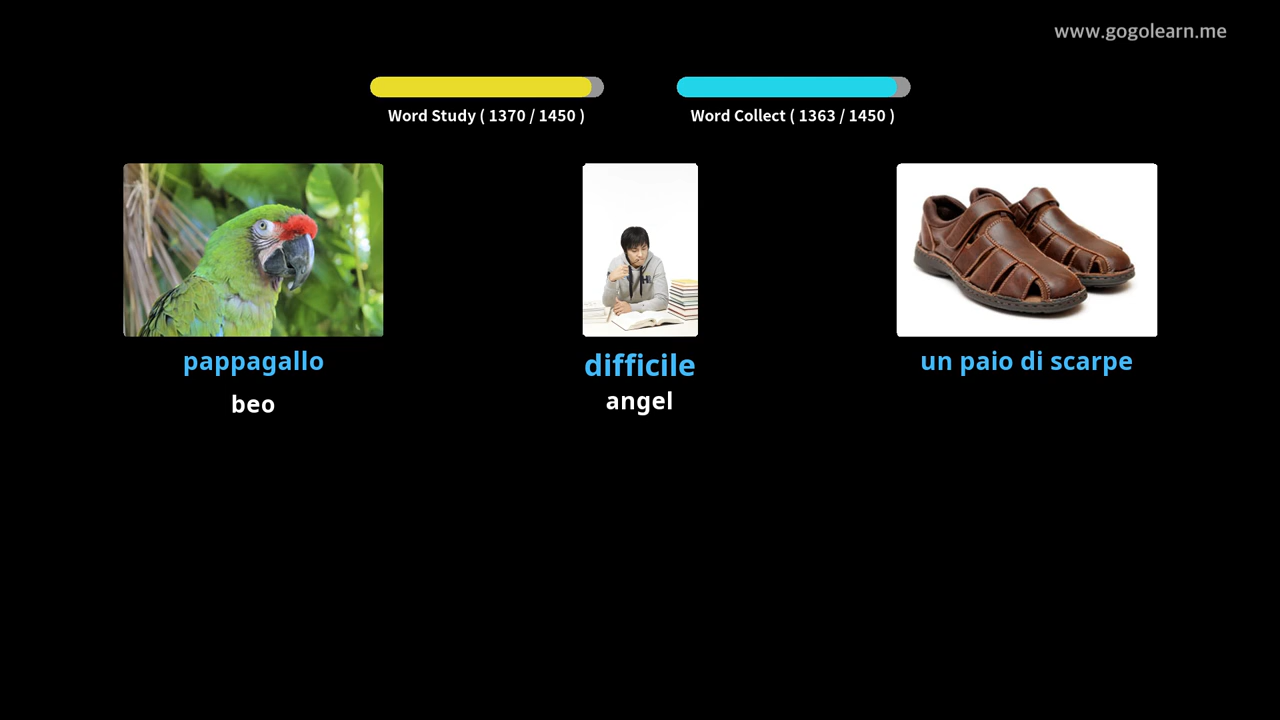 www.gogolearn.me
Word Study ( 1370 / 1450 )
Word Collect ( 1363 / 1450 )
pappagallo
beo
difficile
angel
un paio di scarpe